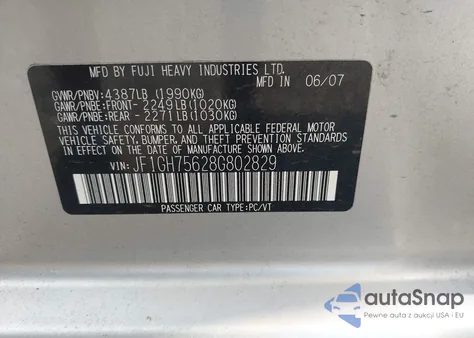 MFD BY FUJI HEAVY INDUSTRIES LTD.
MFD IN 06/07
GVWR/PNBV: 4387LB (1990KG)
GAWR/PNBE:FRONT- 2249LB (1020KG)
GAWR/PNBE:REAR - 2271LB (1030KG)
THIS VEHICLE CONFORMS TO ALL APPLICABLE FEDERAL MOTOR
VEHICLE SAFETY, BUMPER, AND THEFT PREVENTION STANDARDS
IN EFFECT ON THE DATE OF MANUFACTURE SHOWN ABOVE.
VIN: JF1GH75628G802829
PASSENGER CAR TYPE:PC/VT
autaSnap
Pewne auta z aukcji USA i EU